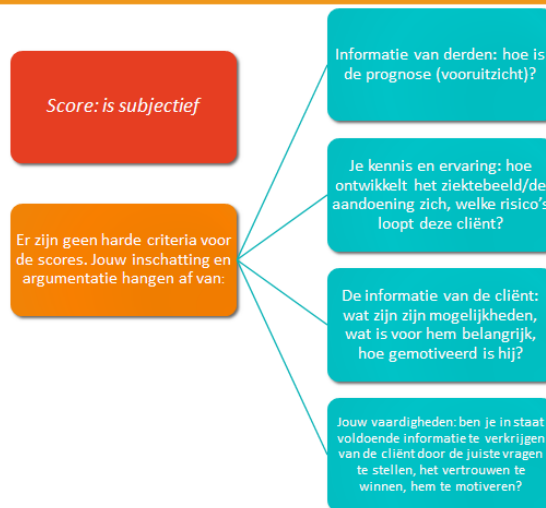 Score: is subjectief
Er zijn geen harde criteria voor
de scores. Jouw inschatting en
argumentatie hangen af van:
Informatie van derden: hoe is
de prognose (vooruitzicht)?
Je kennis en ervaring: hoe
ontwikkelt het ziektebeeld/de
aandoening zich, welke risico's
loopt deze cliënt?
De informatie van de cliënt:
wat zijn zijn mogelijkheden,
wat is voor hem belangrijk,
hoe gemotiveerd is hij?
Jouw vaardigheden: ben je in staat
voldoende informatie te verkrijgen
van de cliënt door de juiste vragen
te stellen, het vertrouwen te
winnen, hem te motiveren?